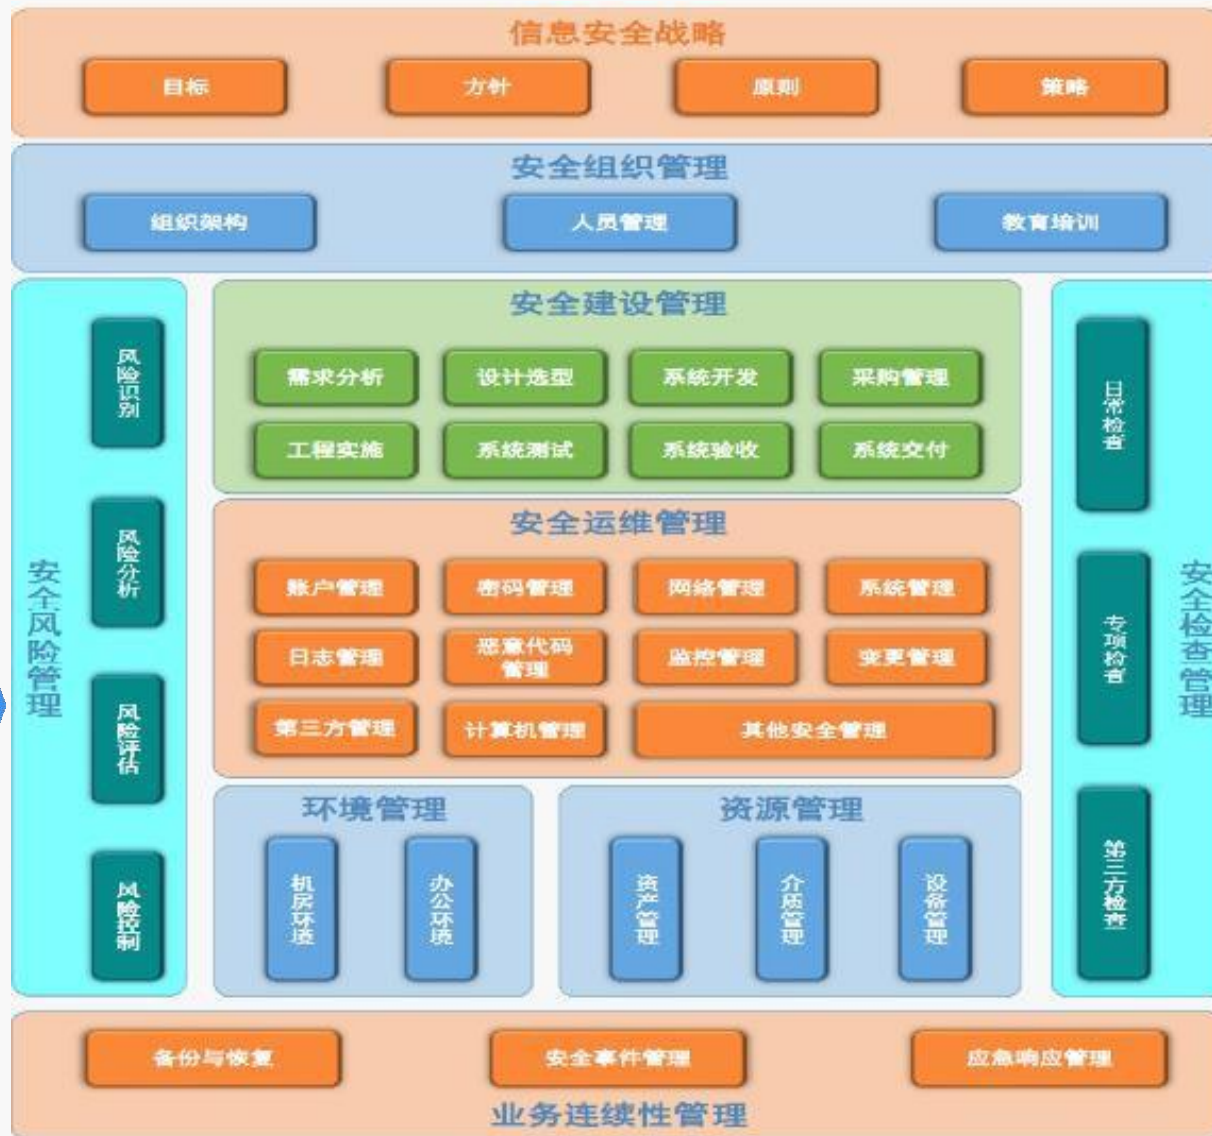 信息安全战略
目标
方针
原则
策略
安全组织管理
组织架构
人员管理
教育培训
安全风险管理
风险识别
风险分析
风险评估
风险控制
安全建设管理
需求分析
设计选型
系统开发
采购管理
工程实施
系统测试
系统验收
系统交付
安全运维管理
账户管理
密码管理
网络管理
系统管理
日志管理
恶意代码
管理
监控管理
变更管理
第三方管理
计算机管理
其他安全管理
环境管理
机房环境
办公环境
资源管理
资产管理
介质管理
设备管理
安全检查管理
日常检查
专项检查
第三方检查
备份与恢复
安全事件管理
应急响应管理
业务连续性管理